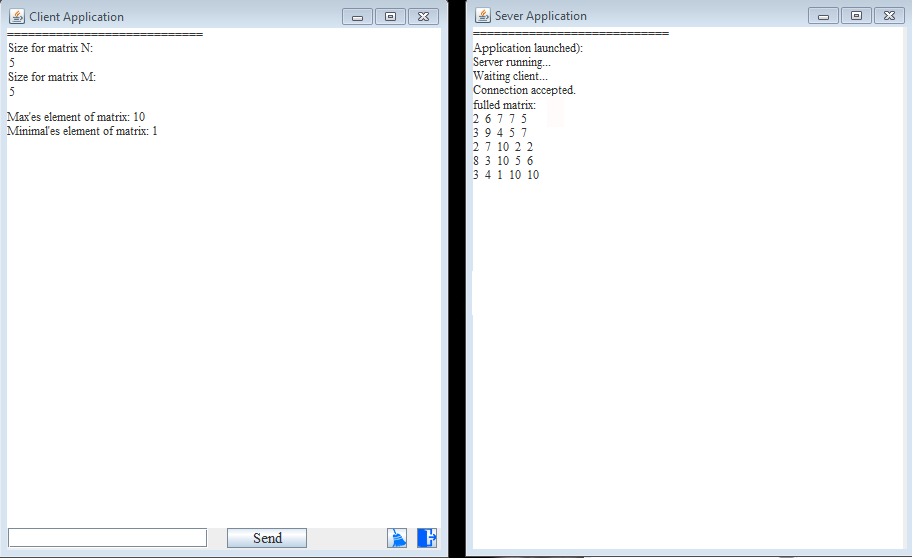 Client Application
============================
Size for matrix N:
5
Size for matrix M:
5
Max'es element of matrix: 10
Minimal'es element of matrix: 1
Send
Sever Application
============================
Application launched):
Server running...
Waiting client...
Connection accepted.
fulled matrix:
2 6 7 7 5
3 9 4 5 7
2 7 10 2 2
8 3 10 5 6
3 4 1 10 10